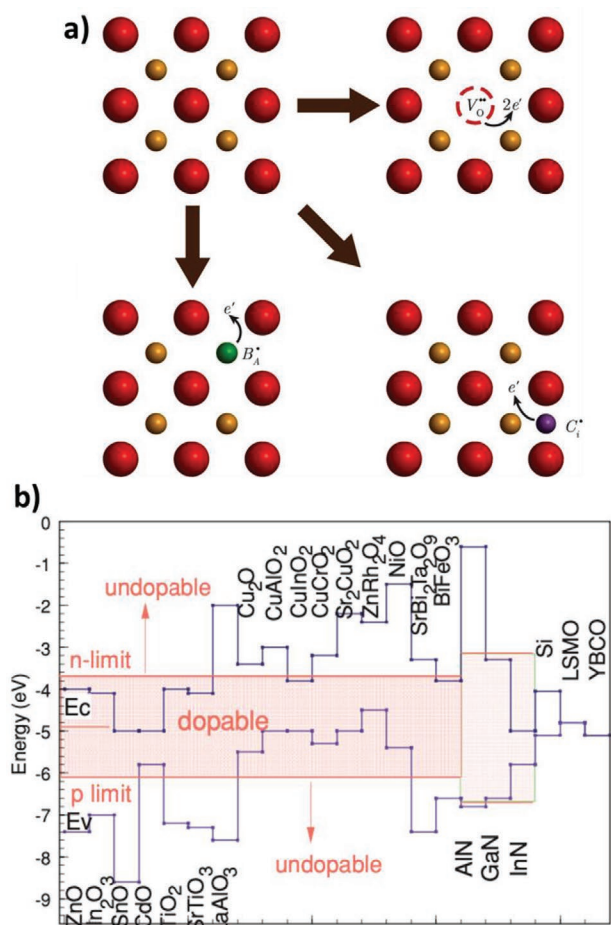 a)
V_O^•• 2e′
e′
B_A^•
e′
C_i^•
b)
0
-1
-2
-3
-4
-5
-6
-7
-8
-9
Energy (eV)
undopable
n-limit
Ec
dopable
p limit
Ev
undopable
ZnO
In2O3
SnO
CdO
TiO2
SrTiO3
LaAlO3
Cu2O
CuAlO2
CuInO2
CuCrO2
Sr2CuO2
ZnRh2O4
NiO
SrBi2Ta2O9
BiFeO3
AlN
GaN
InN
Si
LSMO
YBCO